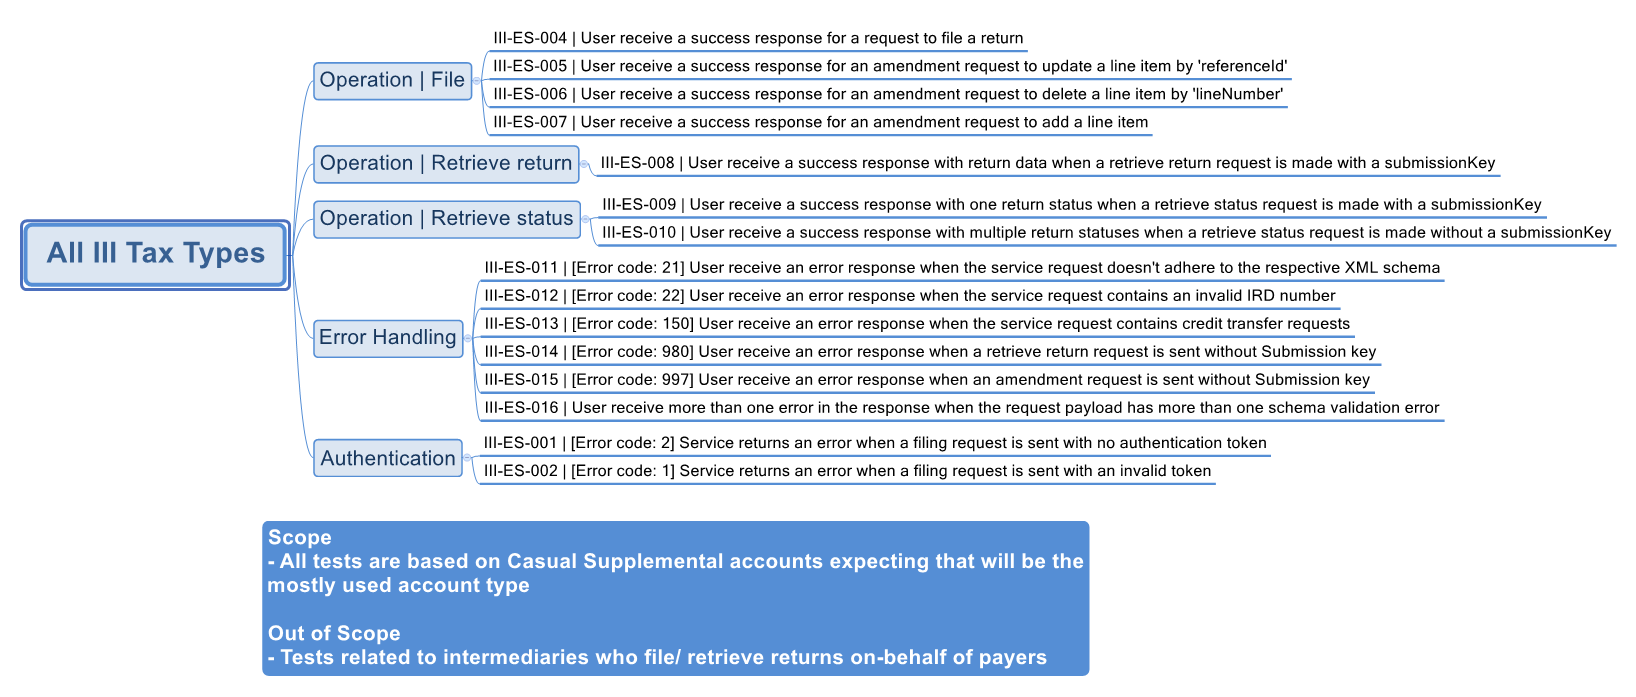 All III Tax Types
Operation | File
III-ES-004 | User receive a success response for a request to file a return
III-ES-005 | User receive a success response for an amendment request to update a line item by 'referenceId'
III-ES-006 | User receive a success response for an amendment request to delete a line item by 'lineNumber'
III-ES-007 | User receive a success response for an amendment request to add a line item
Operation | Retrieve return
III-ES-008 | User receive a success response with return data when a retrieve return request is made with a submissionKey
Operation | Retrieve status
III-ES-009 | User receive a success response with one return status when a retrieve status request is made with a submissionKey
III-ES-010 | User receive a success response with multiple return statuses when a retrieve status request is made without a submissionKey
Error Handling
III-ES-011 | [Error code: 21] User receive an error response when the service request doesn't adhere to the respective XML schema
III-ES-012 | [Error code: 22] User receive an error response when the service request contains an invalid IRD number
III-ES-013 | [Error code: 150] User receive an error response when the service request contains credit transfer requests
III-ES-014 | [Error code: 980] User receive an error response when a retrieve return request is sent without Submission key
III-ES-015 | [Error code: 997] User receive an error response when an amendment request is sent without Submission key
III-ES-016 | User receive more than one error in the response when the request payload has more than one schema validation error
Authentication
III-ES-001 | [Error code: 2] Service returns an error when a filing request is sent with no authentication token
III-ES-002 | [Error code: 1] Service returns an error when a filing request is sent with an invalid token
Scope
- All tests are based on Casual Supplemental accounts expecting that will be the
mostly used account type
Out of Scope
- Tests related to intermediaries who file/ retrieve returns on-behalf of payers